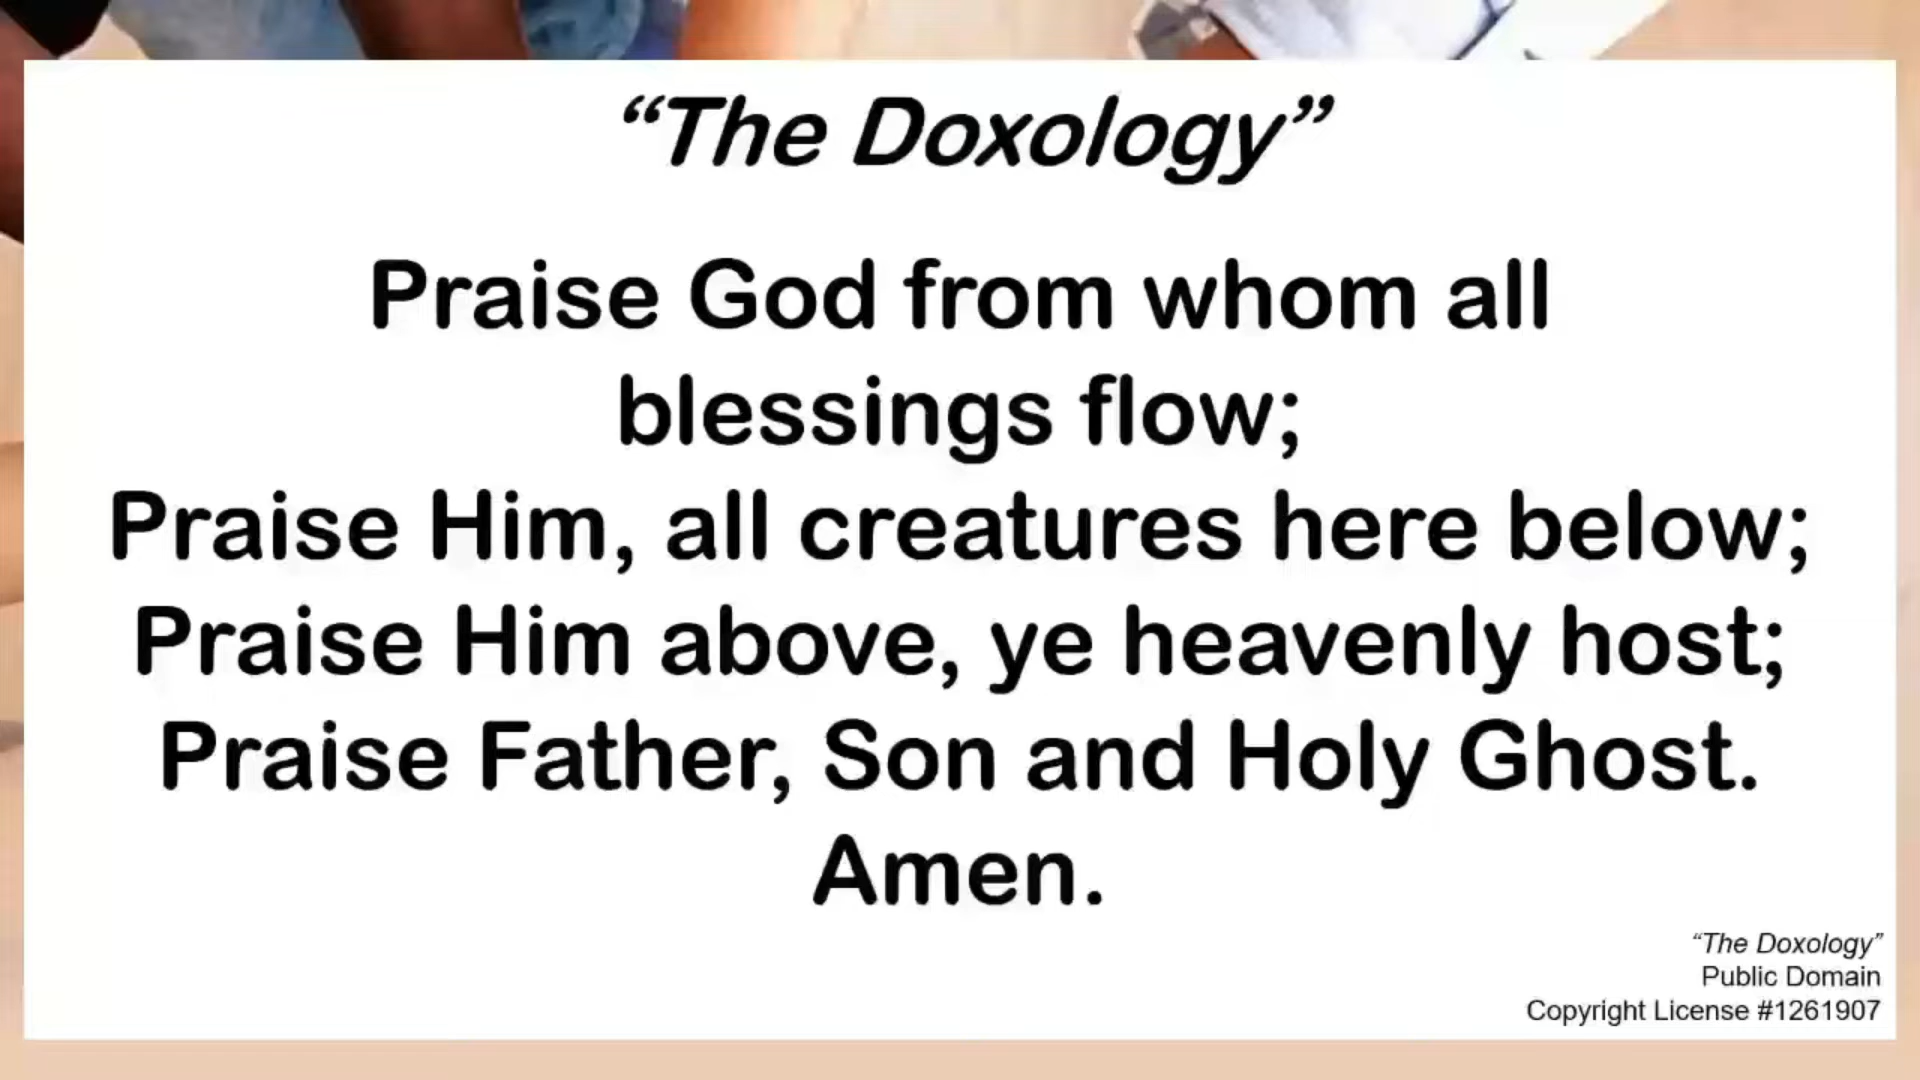 “The Doxology”
Praise God from whom all
blessings flow;
Praise Him, all creatures here below;
Praise Him above, ye heavenly host;
Praise Father, Son and Holy Ghost.
Amen.
“The Doxology”
Public Domain
Copyright License #1261907